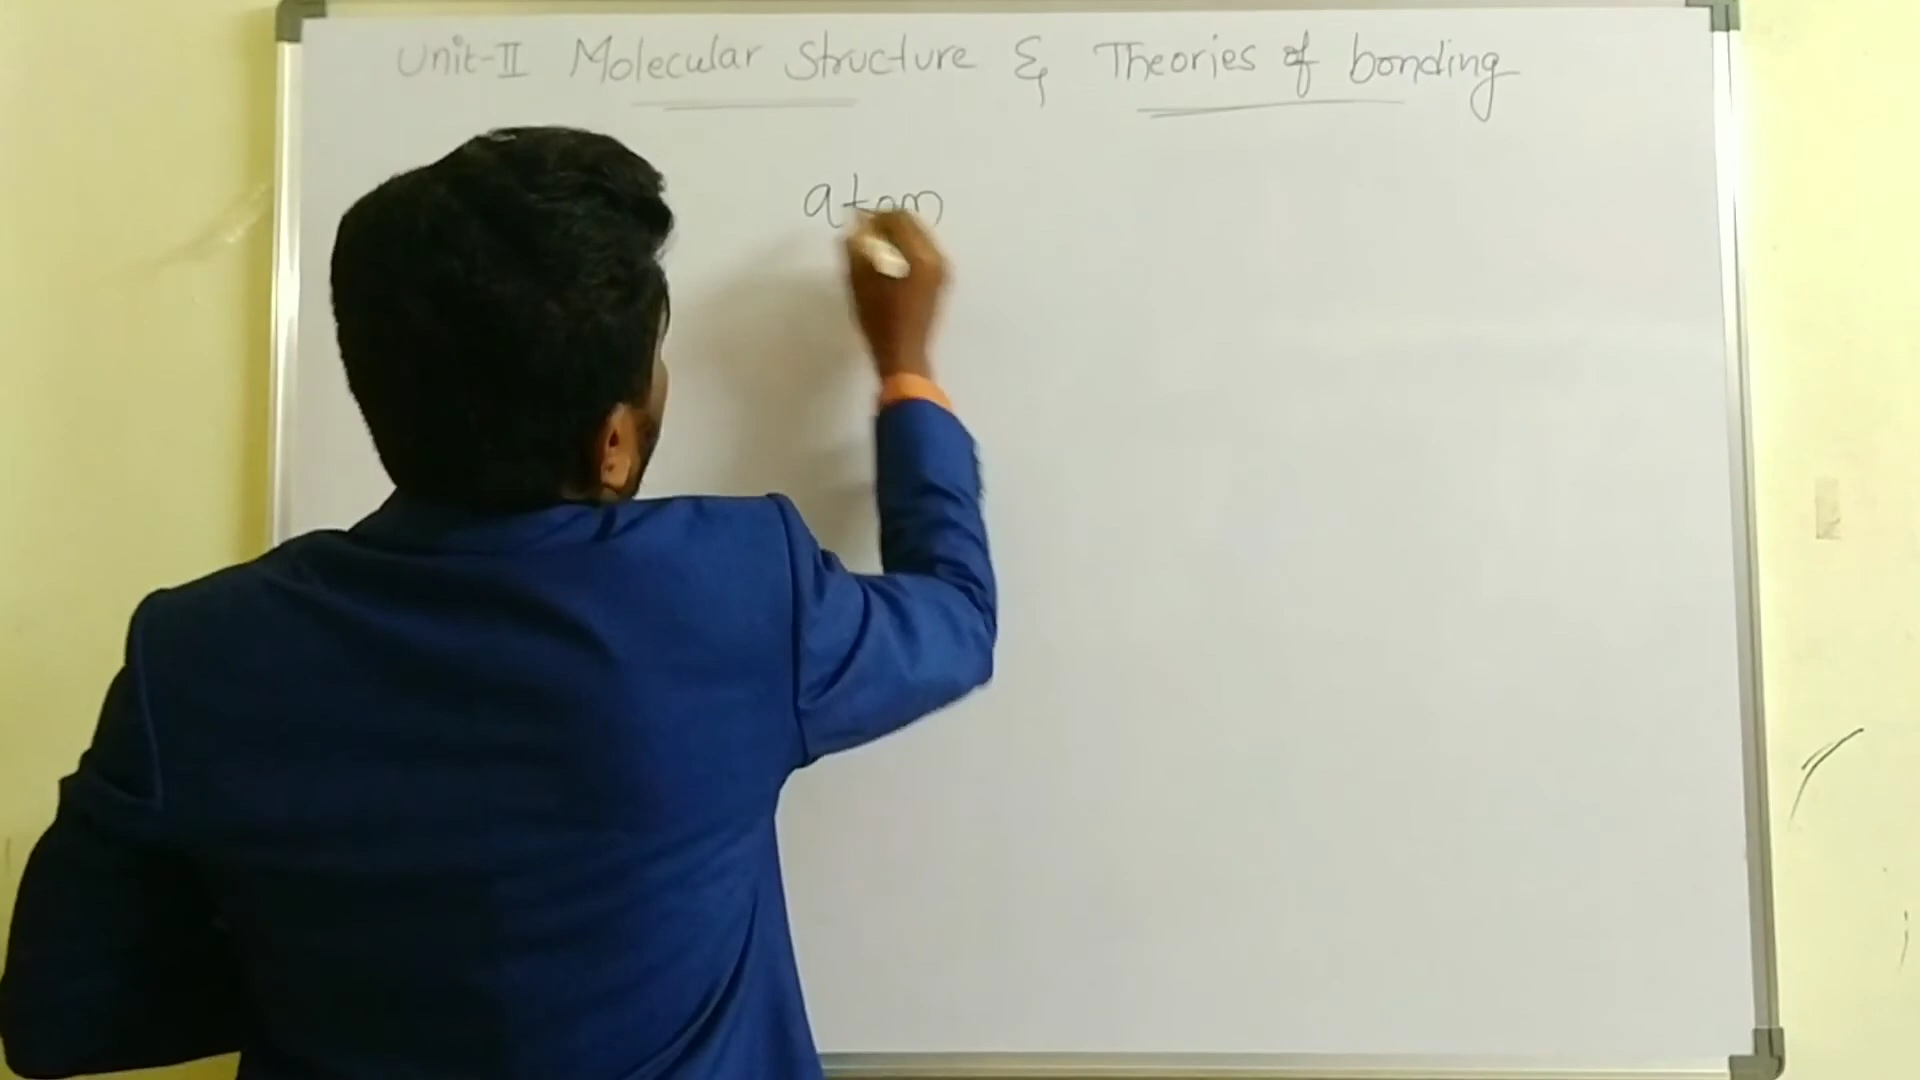 Unit-II Molecular Structure & Theories of bonding
atom